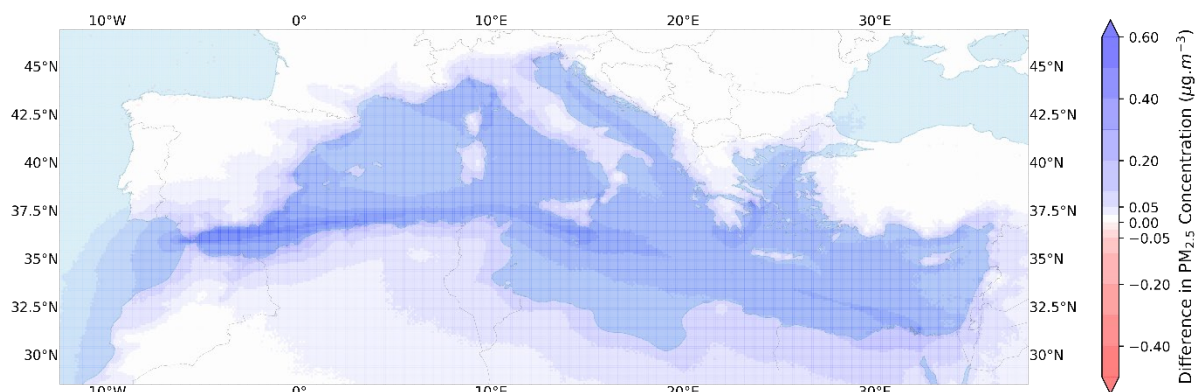 10°W 0° 10°E 20°E 30°E
45°N 45°N
42.5°N 42.5°N
40°N 40°N
37.5°N 37.5°N
35°N 35°N
32.5°N 32.5°N
30°N 30°N
10°W 0° 10°E 20°E 30°E
0.60
0.40
0.20
0.05
0.00
−0.05
−0.20
−0.40
Difference in PM2.5 Concentration (μg.m−3)